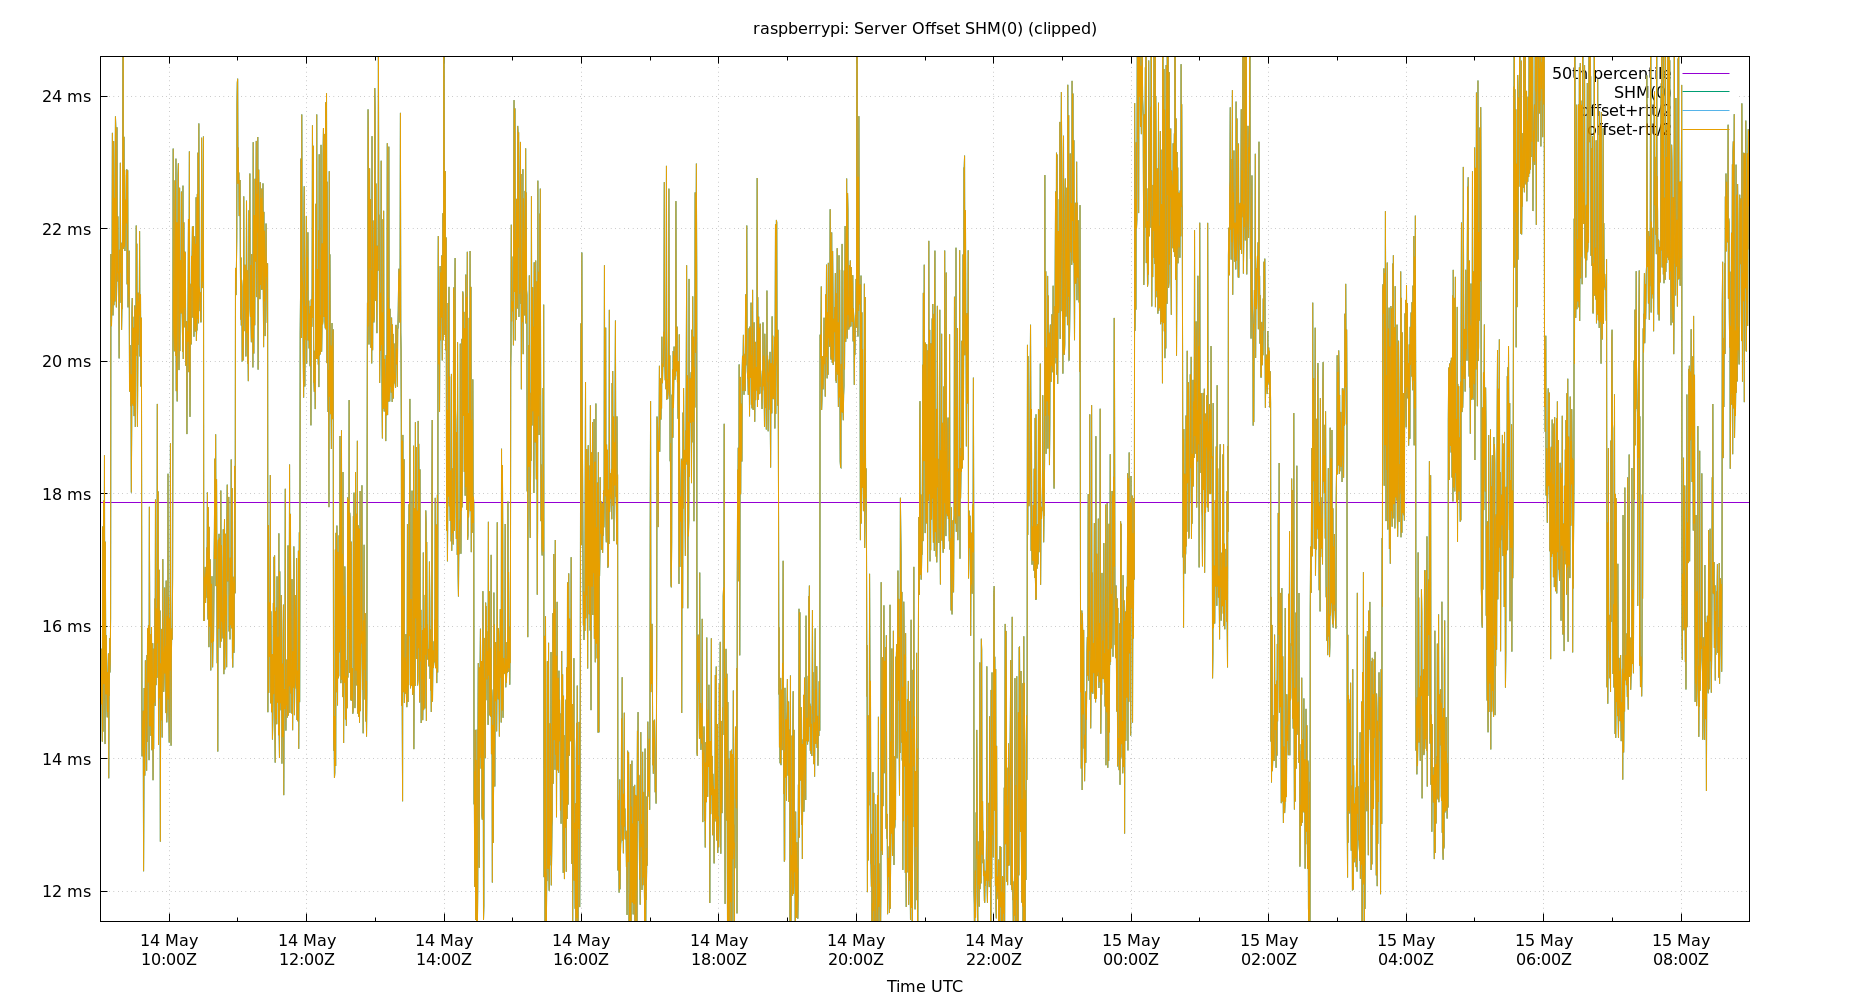 raspberrypi: Server Offset SHM(0) (clipped)
50th percentile
SHM(0)
offset+rtt/2
offset-rtt/2
24 ms
22 ms
20 ms
18 ms
16 ms
14 ms
12 ms
14 May 14 May 14 May 14 May 14 May 14 May 14 May 15 May 15 May 15 May 15 May 15 May
10:00Z 12:00Z 14:00Z 16:00Z 18:00Z 20:00Z 22:00Z 00:00Z 02:00Z 04:00Z 06:00Z 08:00Z
Time UTC